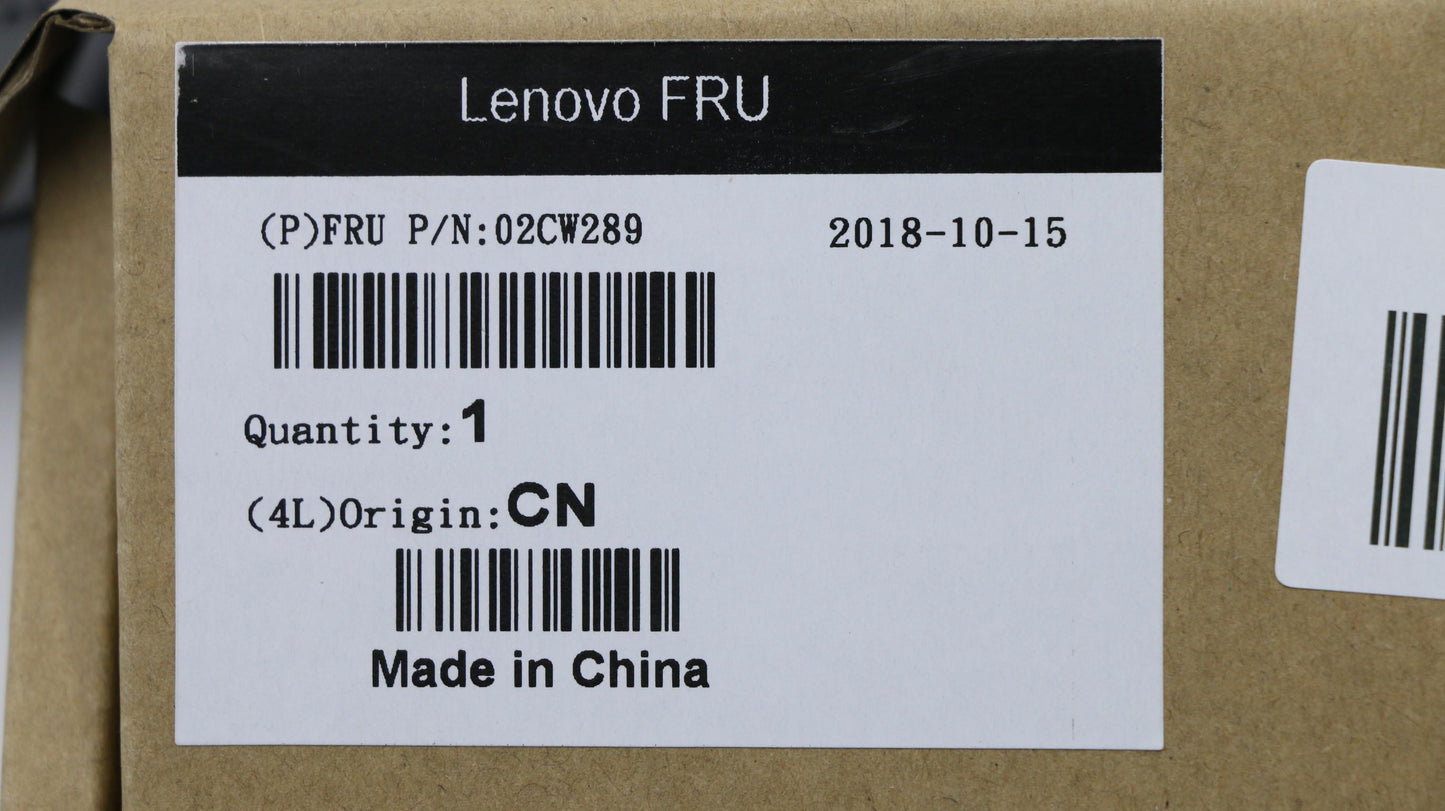 Lenovo FRU
(P)FRU P/N:02CW289 2018-10-15
Quantity:1
(4L)Origin:CN
Made in China